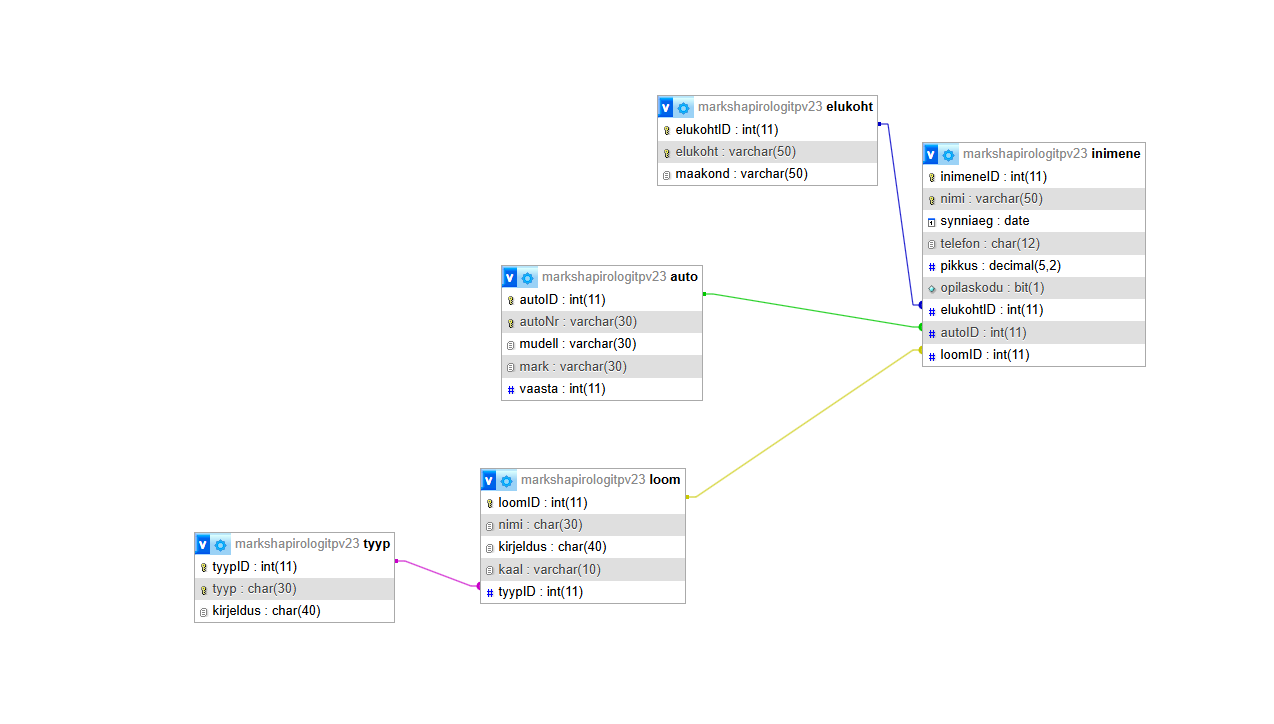 v markshapirologitpv23 elukoht
elukohtID : int(11)
elukoht : varchar(50)
maakond : varchar(50)
v markshapirologitpv23 inimene
inimeneID : int(11)
nimi : varchar(50)
synniaeg : date
telefon : char(12)
# pikkus : decimal(5,2)
opilaskodu : bit(1)
# elukohtID : int(11)
# autoID : int(11)
# loomID : int(11)
v markshapirologitpv23 auto
autoID : int(11)
autoNr : varchar(30)
mudell : varchar(30)
mark : varchar(30)
# vaasta : int(11)
v markshapirologitpv23 loom
loomID : int(11)
nimi : char(30)
kirjeldus : char(40)
kaal : varchar(10)
# tyypID : int(11)
v markshapirologitpv23 tyyp
tyypID : int(11)
tyyp : char(30)
kirjeldus : char(40)